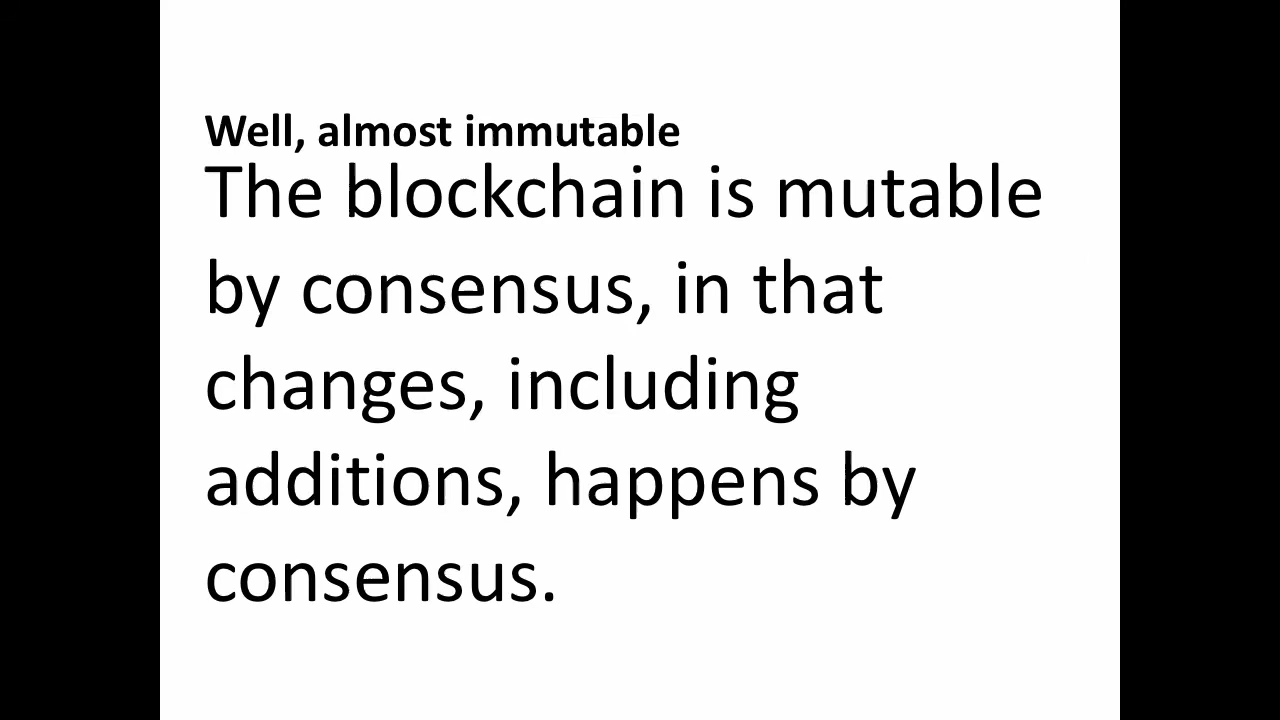 Well, almost immutable
The blockchain is mutable
by consensus, in that
changes, including
additions, happens by
consensus.